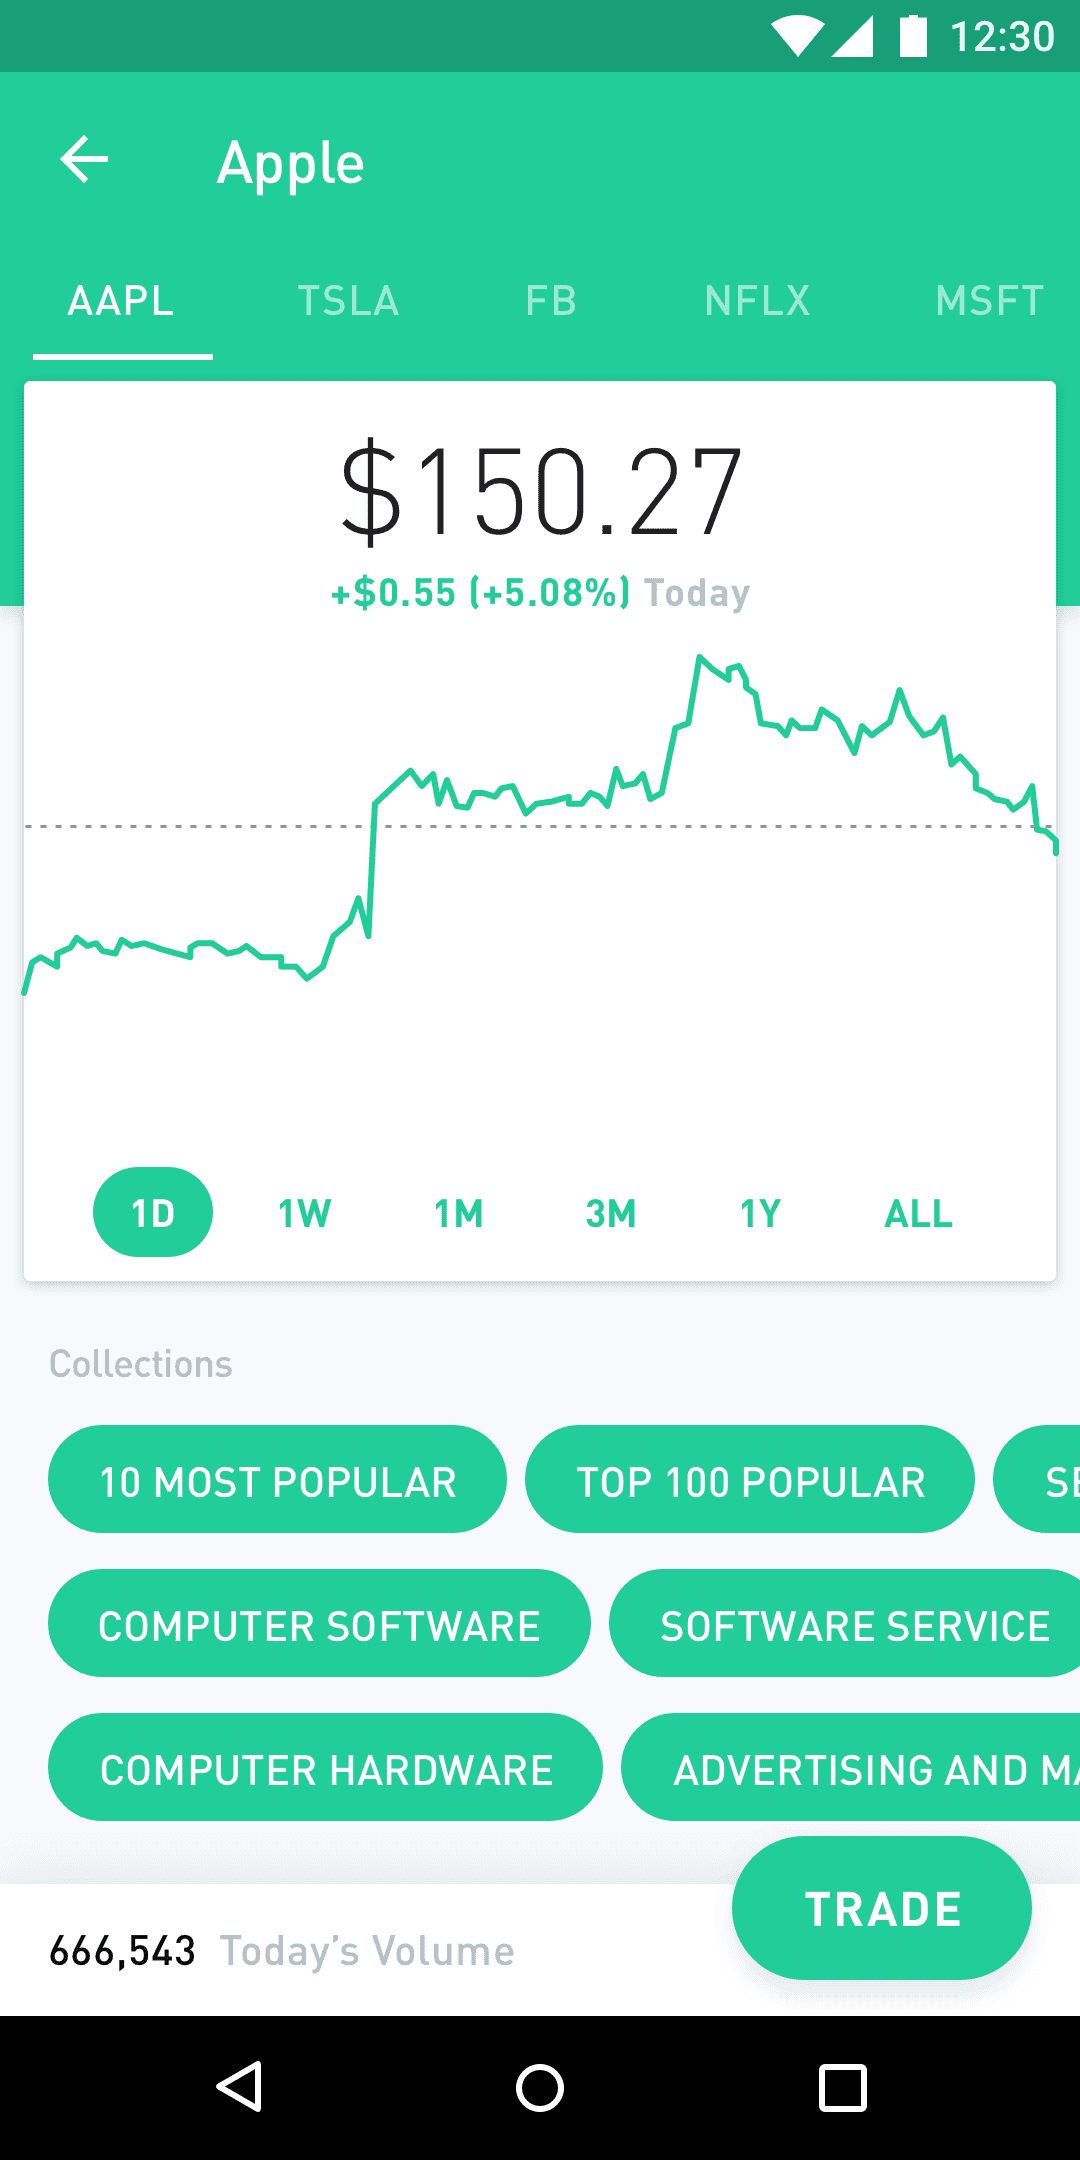 12:30
Apple
AAPL TSLA FB NFLX MSFT
$150.27
+$0.55 (+5.08%) Today
1D 1W 1M 3M 1Y ALL
Collections
10 MOST POPULAR TOP 100 POPULAR SE
COMPUTER SOFTWARE SOFTWARE SERVICE
COMPUTER HARDWARE ADVERTISING AND MA
TRADE
666,543 Today's Volume